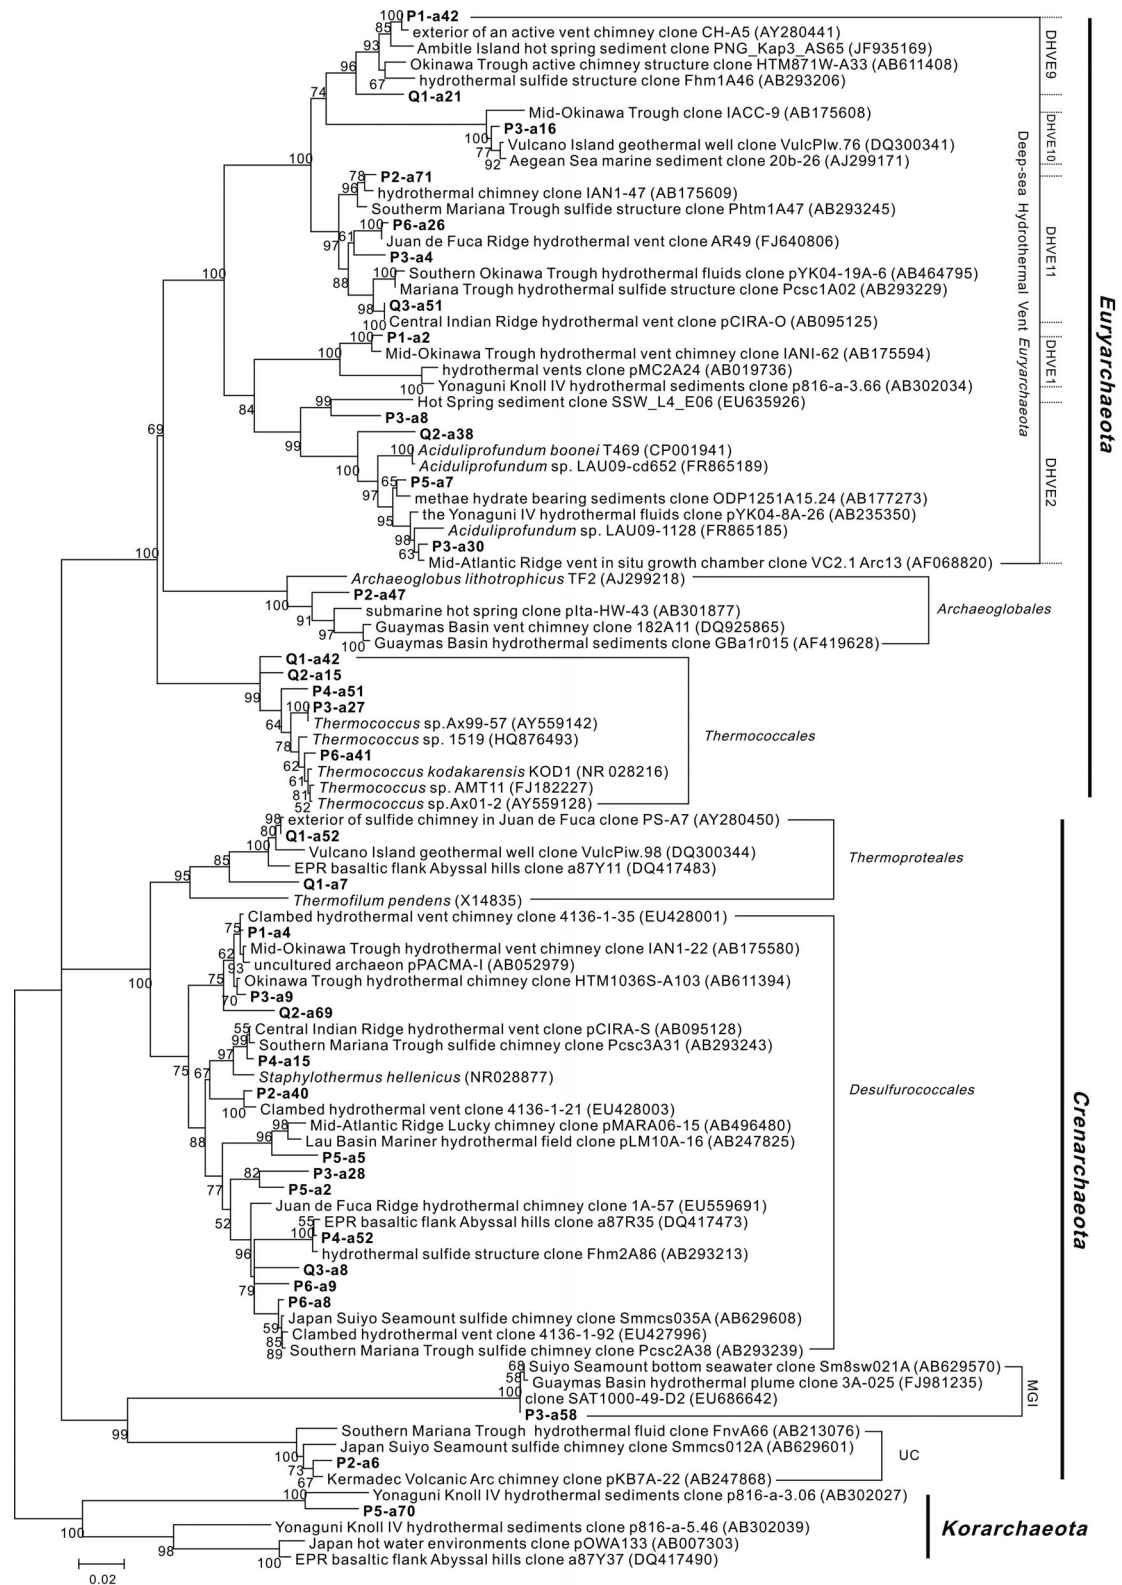 100 P1-a42
85 exterior of an active vent chimney clone CH-A5 (AY280441)
93 Ambitle Island hot spring sediment clone PNG_Kap3_AS65 (JF935169)
96 Okinawa Trough active chimney structure clone HTM871W-A33 (AB611408)
67 hydrothermal sulfide structure clone Fhm1A46 (AB293206)
DHVE9
74 Q1-a21
Mid-Okinawa Trough clone IACC-9 (AB175608)
100 P3-a16
77 Vulcano Island geothermal well clone VulcPlw.76 (DQ300341)
92 Aegean Sea marine sediment clone 20b-26 (AJ299171)
DHVE10
100
78 P2-a71
96 hydrothermal chimney clone IAN1-47 (AB175609)
Southerm Mariana Trough sulfide structure clone Phtm1A47 (AB293245)
100 P6-a26
97 61 Juan de Fuca Ridge hydrothermal vent clone AR49 (FJ640806)
P3-a4
88 100 Southern Okinawa Trough hydrothermal fluids clone pYK04-19A-6 (AB464795)
Mariana Trough hydrothermal sulfide structure clone Pcsc1A02 (AB293229)
98 Q3-a51
100 Central Indian Ridge hydrothermal vent clone pCIRA-O (AB095125)
DHVE11
100
100 P1-a2
100 Mid-Okinawa Trough hydrothermal vent chimney clone IANI-62 (AB175594)
hydrothermal vents clone pMC2A24 (AB019736)
100 Yonaguni Knoll IV hydrothermal sediments clone p816-a-3.66 (AB302034)
DHVE1
84
99 Hot Spring sediment clone SSW_L4_E06 (EU635926)
P3-a8
99 Q2-a38
100 Aciduliprofundum boonei T469 (CP001941)
100 Aciduliprofundum sp. LAU09-cd652 (FR865189)
65 P5-a7
97 methae hydrate bearing sediments clone ODP1251A15.24 (AB177273)
95 the Yonaguni IV hydrothermal fluids clone pYK04-8A-26 (AB235350)
Aciduliprofundum sp. LAU09-1128 (FR865185)
98 P3-a30
63 Mid-Atlantic Ridge vent in situ growth chamber clone VC2.1 Arc13 (AF068820)
DHVE2
Deep-sea Hydrothermal Vent Euryarchaeota
Euryarchaeota
69
100
Archaeoglobus lithotrophicus TF2 (AJ299218)
100 P2-a47
91 submarine hot spring clone pIta-HW-43 (AB301877)
97 Guaymas Basin vent chimney clone 182A11 (DQ925865)
100 Guaymas Basin hydrothermal sediments clone GBa1r015 (AF419628)
Archaeoglobales
Q1-a42
Q2-a15
99 P4-a51
100 P3-a27
64 Thermococcus sp.Ax99-57 (AY559142)
78 Thermococcus sp. 1519 (HQ876493)
P6-a41
62 Thermococcus kodakarensis KOD1 (NR 028216)
61 Thermococcus sp. AMT11 (FJ182227)
81
52 Thermococcus sp.Ax01-2 (AY559128)
Thermococcales
98 exterior of sulfide chimney in Juan de Fuca clone PS-A7 (AY280450)
80 Q1-a52
100 Vulcano Island geothermal well clone VulcPiw.98 (DQ300344)
85 EPR basaltic flank Abyssal hills clone a87Y11 (DQ417483)
95 Q1-a7
Thermofilum pendens (X14835)
Thermoproteales
Clambed hydrothermal vent chimney clone 4136-1-35 (EU428001)
75 P1-a4
62 Mid-Okinawa Trough hydrothermal vent chimney clone IAN1-22 (AB175580)
93 uncultured archaeon pPACMA-I (AB052979)
75 Okinawa Trough hydrothermal chimney clone HTM1036S-A103 (AB611394)
70 P3-a9
Q2-a69
100
55 Central Indian Ridge hydrothermal vent clone pCIRA-S (AB095128)
99 Southern Mariana Trough sulfide chimney clone Pcsc3A31 (AB293243)
97 P4-a15
75 67 Staphylothermus hellenicus (NR028877)
P2-a40
100 Clambed hydrothermal vent clone 4136-1-21 (EU428003)
98 Mid-Atlantic Ridge Lucky chimney clone pMARA06-15 (AB496480)
88 96 Lau Basin Mariner hydrothermal field clone pLM10A-16 (AB247825)
P5-a5
82 P3-a28
77 P5-a2
Juan de Fuca Ridge hydrothermal chimney clone 1A-57 (EU559691)
52 55 EPR basaltic flank Abyssal hills clone a87R35 (DQ417473)
100 P4-a52
96 hydrothermal sulfide structure clone Fhm2A86 (AB293213)
Q3-a8
79 P6-a9
P6-a8
Japan Suiyo Seamount sulfide chimney clone Smmcs035A (AB629608)
59 Clambed hydrothermal vent clone 4136-1-92 (EU427996)
85
89 Southern Mariana Trough sulfide chimney clone Pcsc2A38 (AB293239)
Desulfurococcales
Crenarchaeota
68 Suiyo Seamount bottom seawater clone Sm8sw021A (AB629570)
58 Guaymas Basin hydrothermal plume clone 3A-025 (FJ981235)
100 clone SAT1000-49-D2 (EU686642)
P3-a58
MGI
99
Southern Mariana Trough hydrothermal fluid clone FnvA66 (AB213076)
100 Japan Suiyo Seamount sulfide chimney clone Smmcs012A (AB629601)
73 P2-a6
67 Kermadec Volcanic Arc chimney clone pKB7A-22 (AB247868)
UC
100 Yonaguni Knoll IV hydrothermal sediments clone p816-a-3.06 (AB302027)
P5-a70
100 Yonaguni Knoll IV hydrothermal sediments clone p816-a-5.46 (AB302039)
98 Japan hot water environments clone pOWA133 (AB007303)
100 EPR basaltic flank Abyssal hills clone a87Y37 (DQ417490)
Korarchaeota
0.02